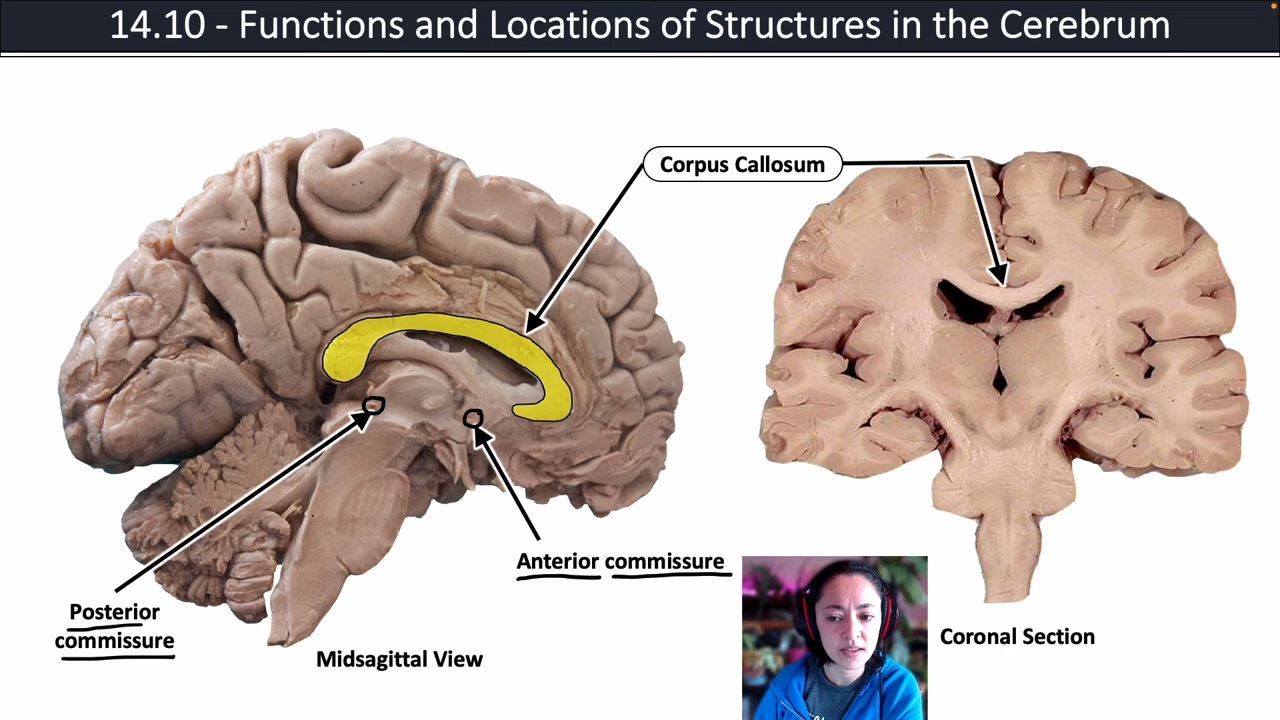 14.10 - Functions and Locations of Structures in the Cerebrum
Corpus Callosum
Anterior commissure
Posterior
commissure
Midsagittal View
Coronal Section